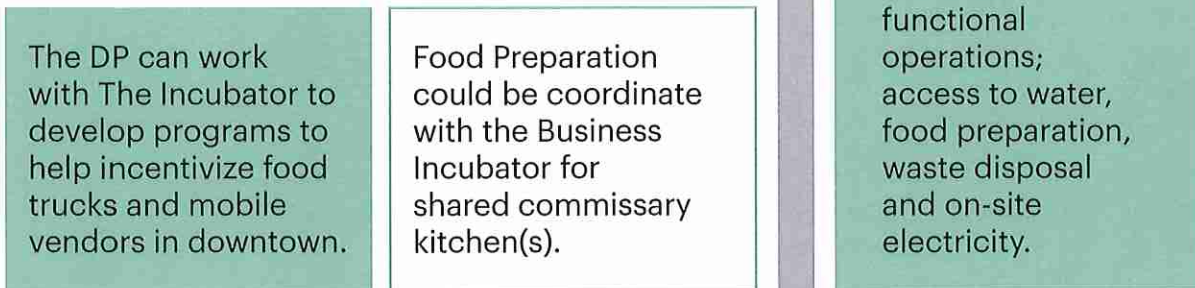 The DP can work
with The Incubator to
develop programs to
help incentivize food
trucks and mobile
vendors in downtown.
Food Preparation
could be coordinate
with the Business
Incubator for
shared commissary
kitchen(s).
functional
operations;
access to water,
food preparation,
waste disposal
and on-site
electricity.